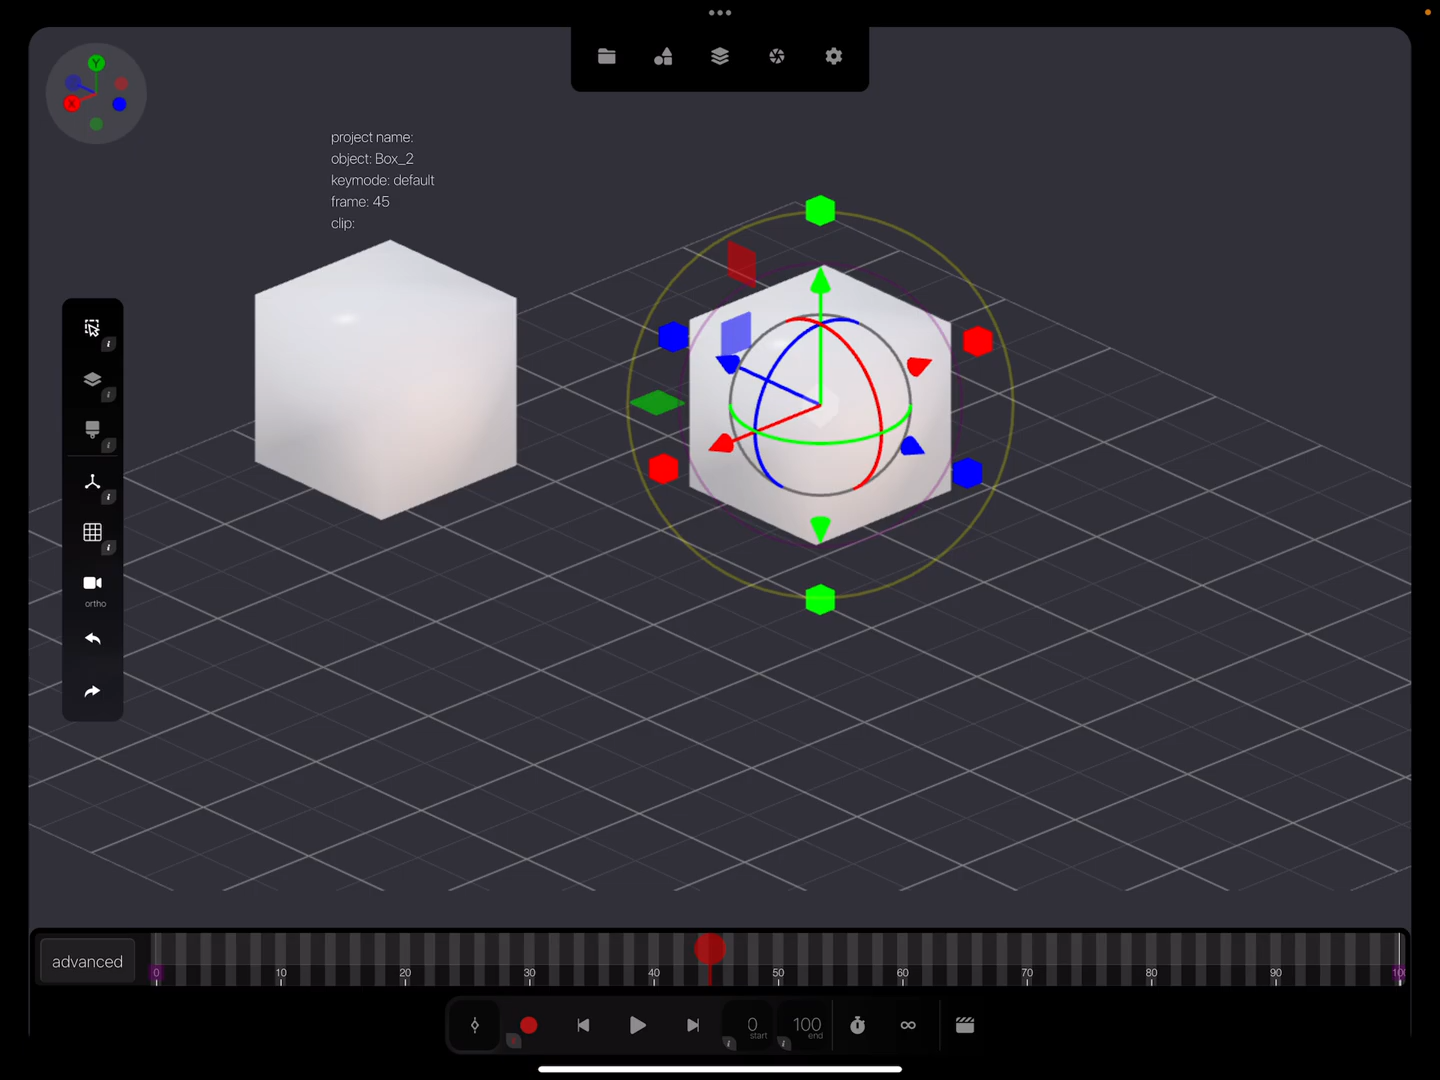 Y
X
project name:
object: Box_2
keymode: default
frame: 45
clip:
i
i
i
i
i
ortho
advanced
0 10 20 30 40 50 60 70 80 90
0 100
start end
i i